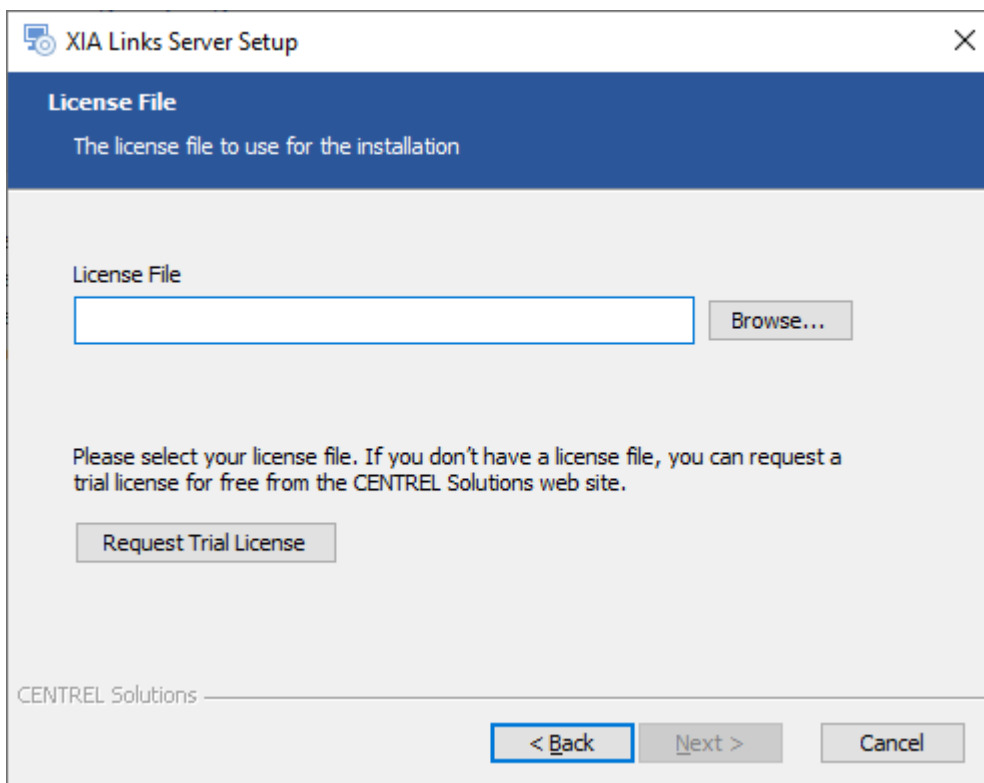 XIA Links Server Setup
License File
The license file to use for the installation
License File
Browse...
Please select your license file. If you don't have a license file, you can request a
trial license for free from the CENTREL Solutions web site.
Request Trial License
CENTREL Solutions
< Back
Next >
Cancel